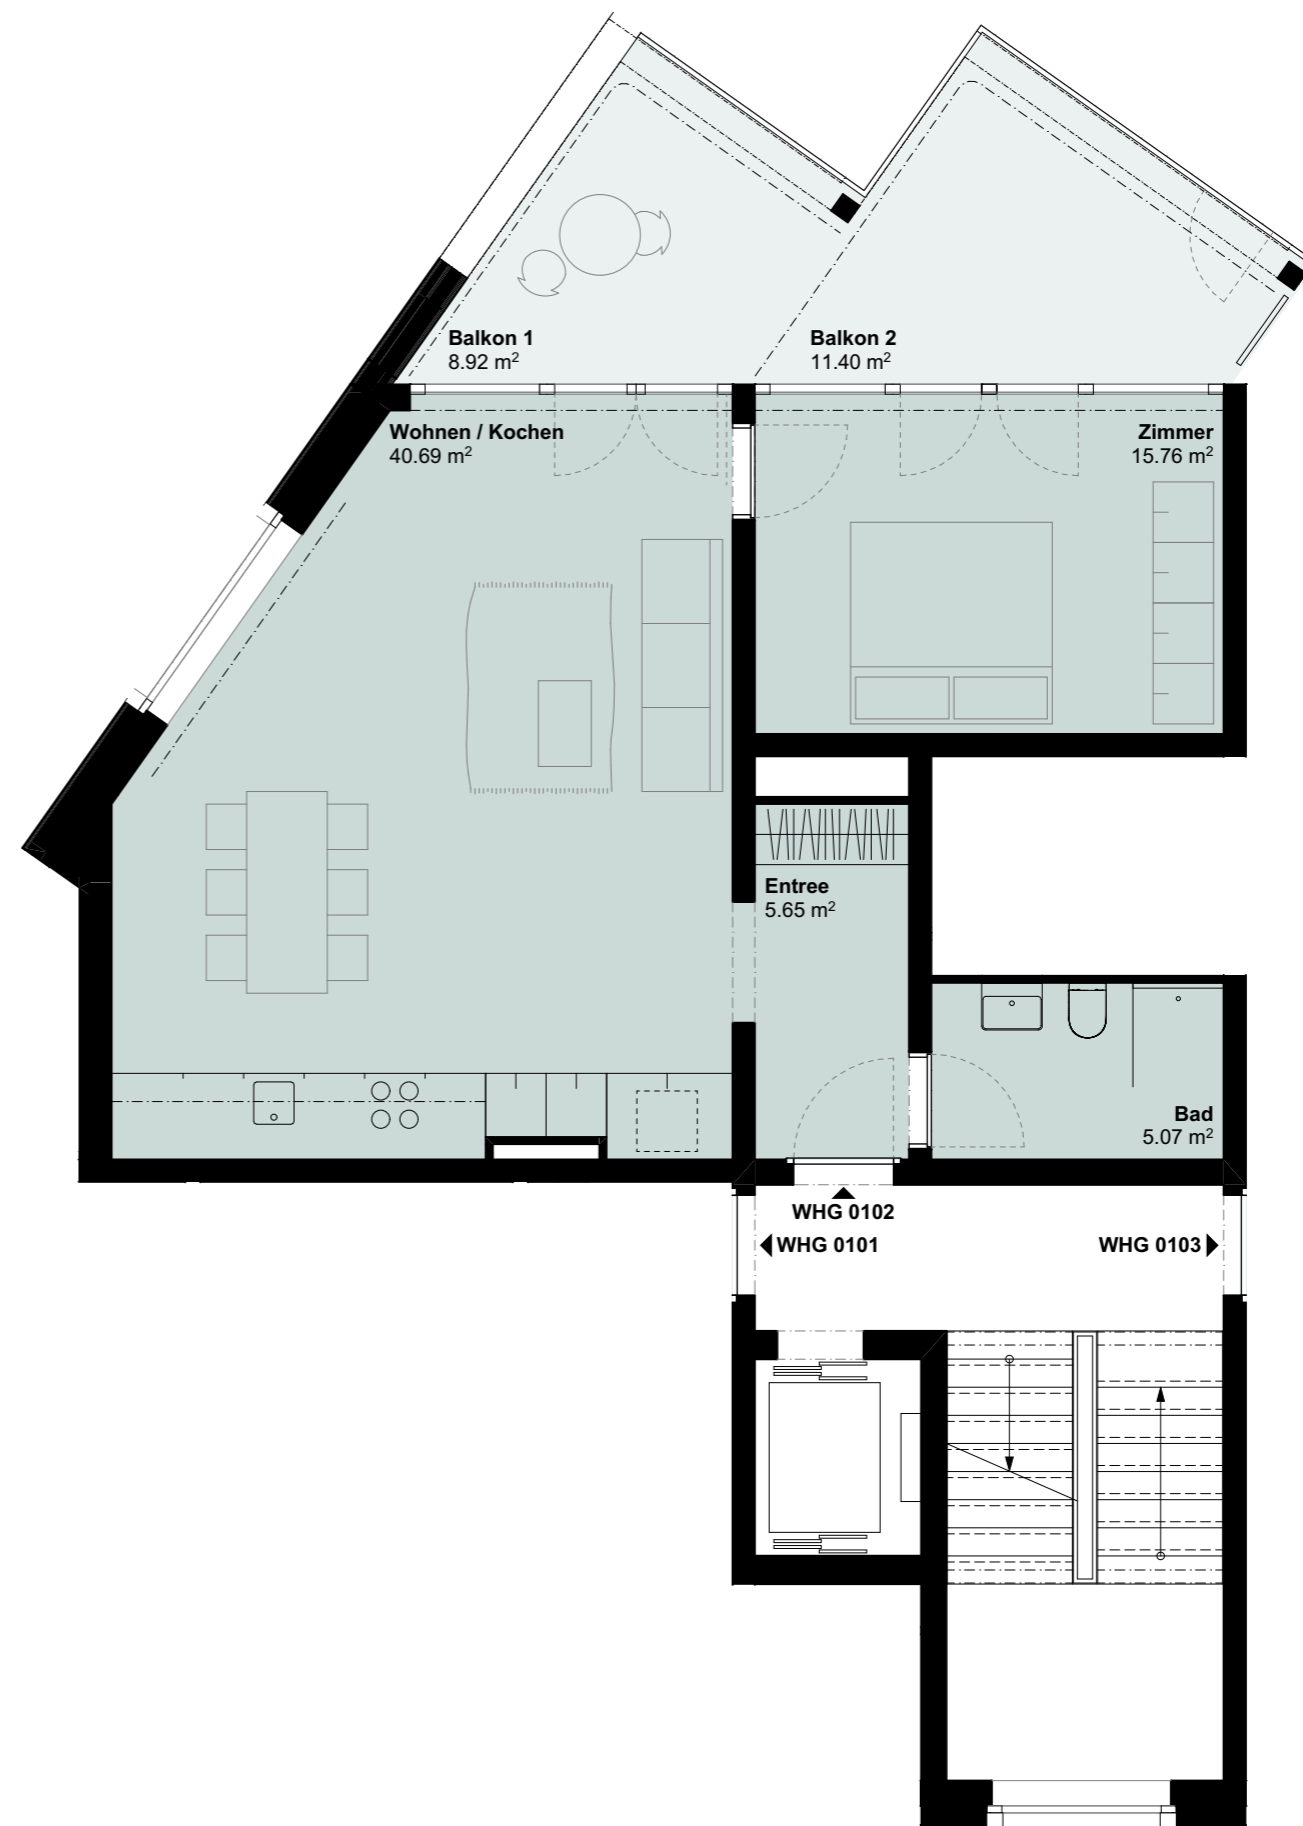 Balkon 1
8.92 m²
Balkon 2
11.40 m²
Wohnen / Kochen
40.69 m²
Zimmer
15.76 m²
Entree
5.65 m²
Bad
5.07 m²
WHG 0102
WHG 0101
WHG 0103